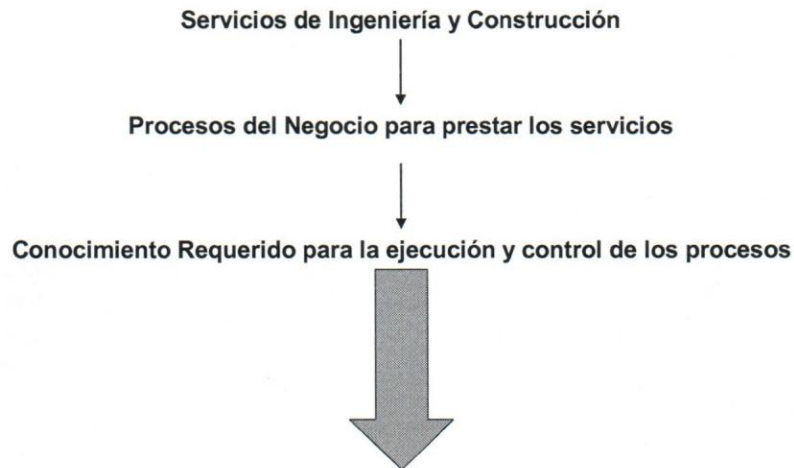 Servicios de Ingeniería y Construcción
Procesos del Negocio para prestar los servicios
Conocimiento Requerido para la ejecución y control de los procesos